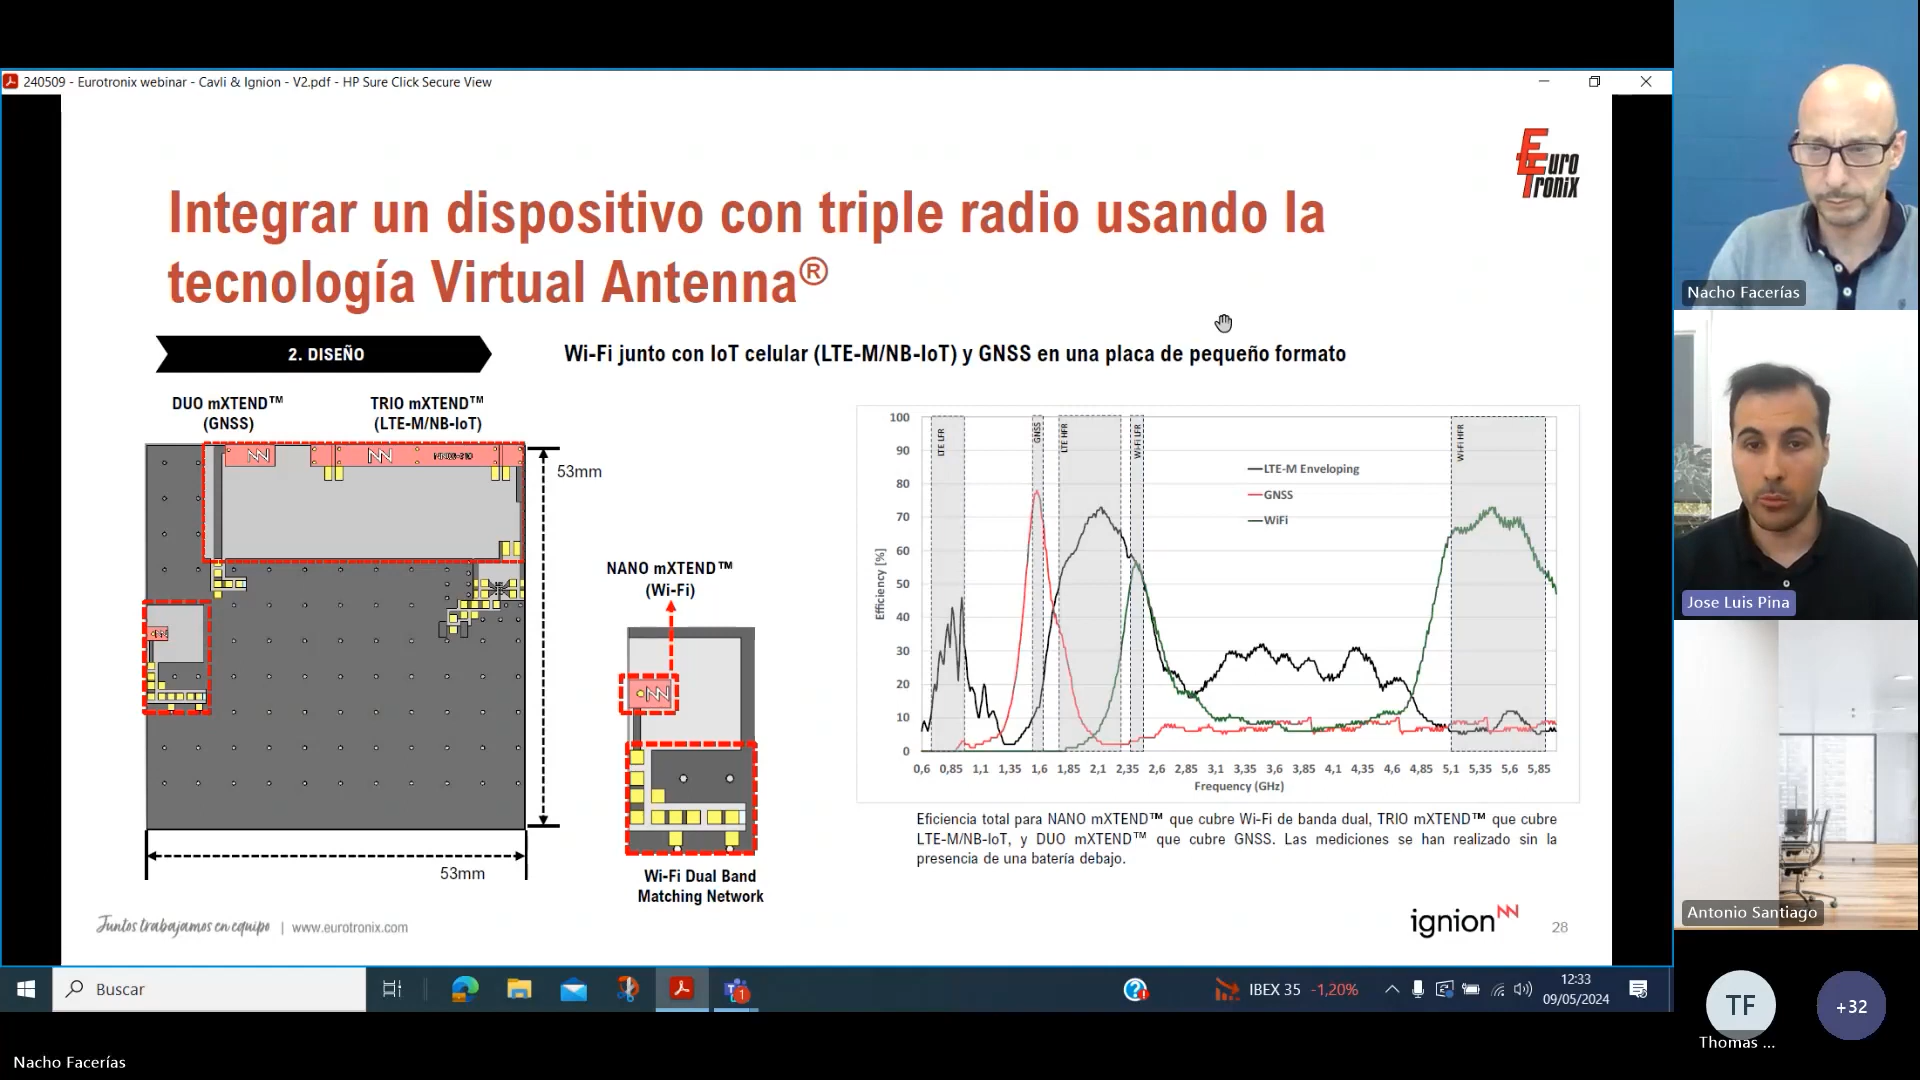 240509 - Eurotronix webinar - Cavli & Ignion - V2.pdf - HP Sure Click Secure View
EuroTronix
Integrar un dispositivo con triple radio usando la
tecnología Virtual Antenna®
2. DISEÑO
Wi-Fi junto con IoT celular (LTE-M/NB-IoT) y GNSS en una placa de pequeño formato
DUO mXTEND™
(GNSS)
TRIO mXTEND™
(LTE-M/NB-IoT)
53mm
53mm
NANO mXTEND™
(Wi-Fi)
Wi-Fi Dual Band
Matching Network
100
90
80
70
60
50
40
30
20
10
0
Efficiency [%]
LTE LFR
GNSS
LTE HFR
Wi-Fi LFR
Wi-Fi HFR
LTE-M Enveloping
GNSS
WiFi
0,6 0,85 1,1 1,35 1,6 1,85 2,1 2,35 2,6 2,85 3,1 3,35 3,6 3,85 4,1 4,35 4,6 4,85 5,1 5,35 5,6 5,85
Frequency (GHz)
Eficiencia total para NANO mXTEND™ que cubre Wi-Fi de banda dual, TRIO mXTEND™ que cubre
LTE-M/NB-IoT, y DUO mXTEND™ que cubre GNSS. Las mediciones se han realizado sin la
presencia de una batería debajo.
Juntos trabajamos en equipo | www.eurotronix.com
ignion
28
Buscar
IBEX 35 -1,20%
12:33
09/05/2024
Nacho Facerías
Jose Luis Pina
Antonio Santiago
TF
Thomas ...
+32
Nacho Facerías